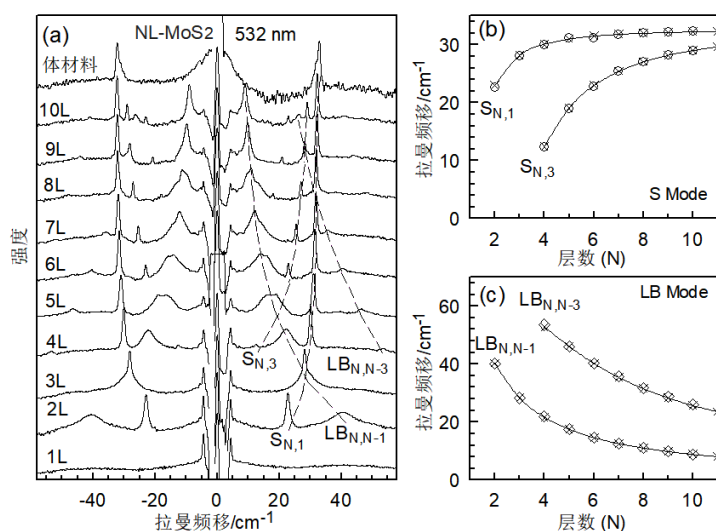 (a)
NL-MoS2
532 nm
体材料
10L
9L
8L
7L
6L
5L
4L
3L
2L
1L
S_{N,3}
LB_{N,N-3}
S_{N,1}
LB_{N,N-1}
强度
-40 -20 0 20 40
拉曼频移/cm^{-1}
(b)
30
20
10
0
S_{N,1}
S_{N,3}
S Mode
拉曼频移/cm^{-1}
2 4 6 8 10
层数 (N)
(c)
LB Mode
60
40
20
0
LB_{N,N-3}
LB_{N,N-1}
拉曼频移/cm^{-1}
2 4 6 8 10
层数 (N)